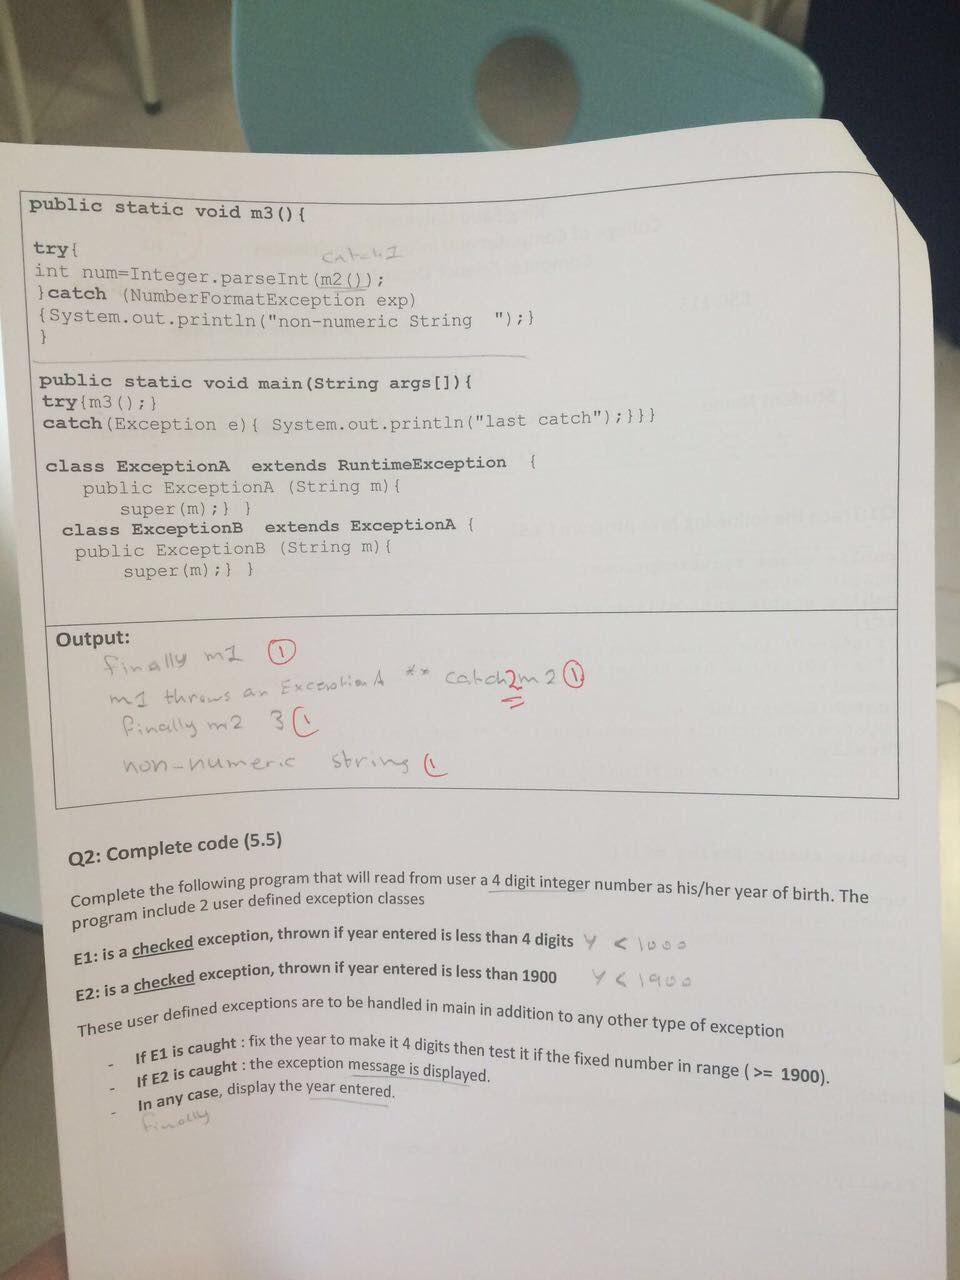 public static void m3(){
try{
catch1
int num=Integer.parseInt(m2());
}catch (NumberFormatException exp)
{System.out.println("non-numeric String  ");}
}
public static void main(String args[]){
try{m3();}
catch(Exception e){ System.out.println("last catch");}}}
class ExceptionA extends RuntimeException {
public ExceptionA (String m){
super(m);} }
class ExceptionB extends ExceptionA {
public ExceptionB (String m){
super(m);} }
Output:
finally m1 1
m1 throws an ExceptionA ** catch2m2 1
finally m2 3 1
non-numeric string 1
Q2: Complete code (5.5)
Complete the following program that will read from user a 4 digit integer number as his/her year of birth. The
program include 2 user defined exception classes
E1: is a checked exception, thrown if year entered is less than 4 digits Y < 1000
E2: is a checked exception, thrown if year entered is less than 1900 Y < 1900
These user defined exceptions are to be handled in main in addition to any other type of exception
- If E1 is caught : fix the year to make it 4 digits then test it if the fixed number in range ( >= 1900).
- If E2 is caught : the exception message is displayed.
- In any case, display the year entered.
finally